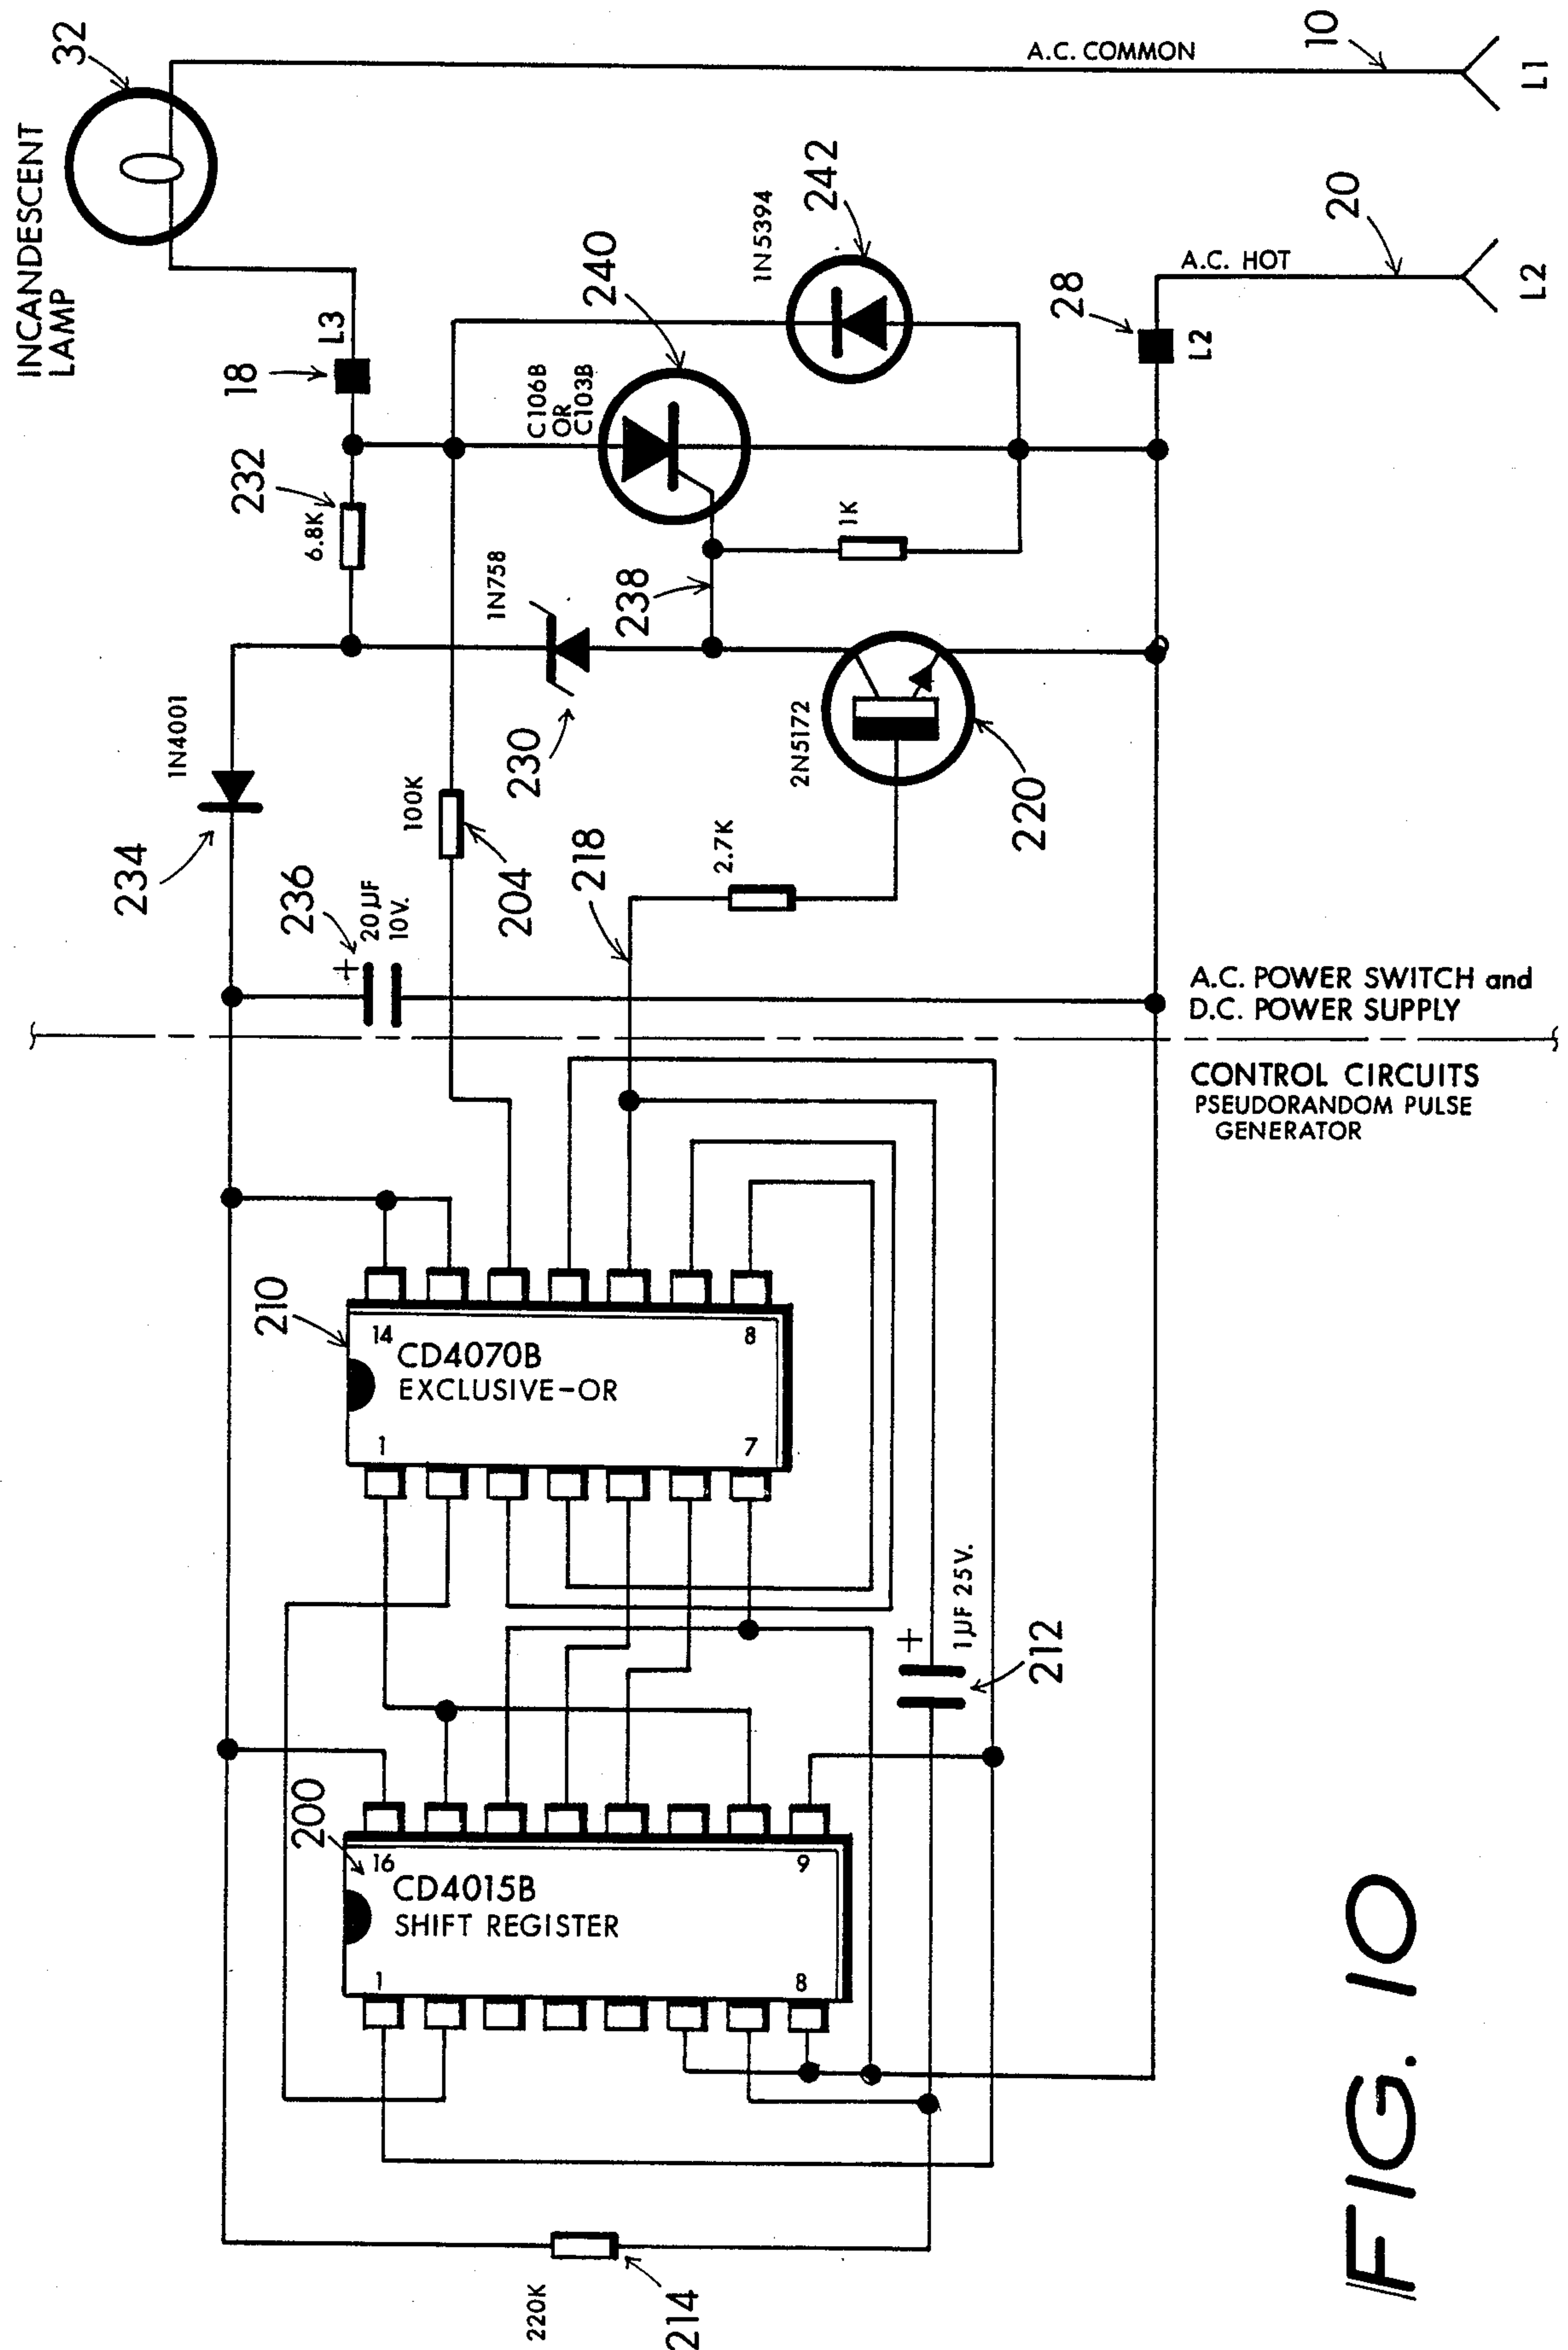 INCANDESCENT
LAMP
32
A.C. COMMON
10
L1
18
L3
232
6.8K
240
C106B
OR
C103B
1N5394
242
28
L2
A.C. HOT
20
L2
1N4001
234
1N758
230
238
1K
100K
204
236
+
20µF
10V.
218
2.7K
2N5172
220
A.C. POWER SWITCH and
D.C. POWER SUPPLY
CONTROL CIRCUITS
PSEUDORANDOM PULSE
GENERATOR
210
14
8
CD4070B
EXCLUSIVE-OR
1
7
+
1µF 25V.
212
200
16
9
CD4015B
SHIFT REGISTER
1
8
220K
214
FIG. 10